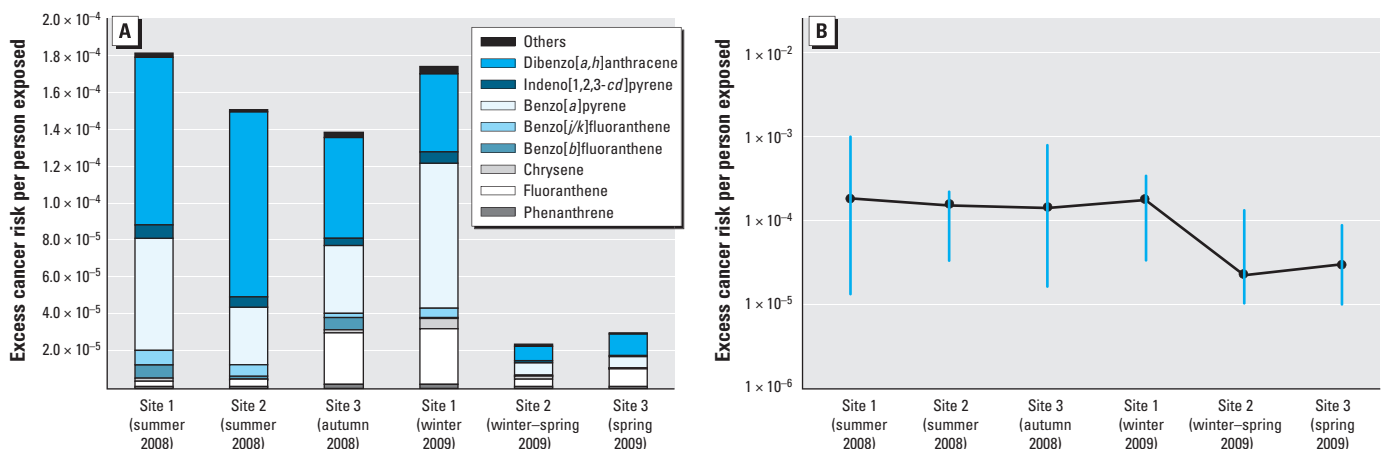 A
Excess cancer risk per person exposed
2.0 × 10⁻⁴
1.8 × 10⁻⁴
1.6 × 10⁻⁴
1.4 × 10⁻⁴
1.2 × 10⁻⁴
1.0 × 10⁻⁴
8.0 × 10⁻⁵
6.0 × 10⁻⁵
4.0 × 10⁻⁵
2.0 × 10⁻⁵
Others
Dibenzo[a,h]anthracene
Indeno[1,2,3-cd]pyrene
Benzo[a]pyrene
Benzo[j/k]fluoranthene
Benzo[b]fluoranthene
Chrysene
Fluoranthene
Phenanthrene
Site 1
(summer
2008)
Site 2
(summer
2008)
Site 3
(autumn
2008)
Site 1
(winter
2009)
Site 2
(winter–spring
2009)
Site 3
(spring
2009)
B
Excess cancer risk per person exposed
1 × 10⁻²
1 × 10⁻³
1 × 10⁻⁴
1 × 10⁻⁵
1 × 10⁻⁶
Site 1
(summer
2008)
Site 2
(summer
2008)
Site 3
(autumn
2008)
Site 1
(winter
2009)
Site 2
(winter–spring
2009)
Site 3
(spring
2009)